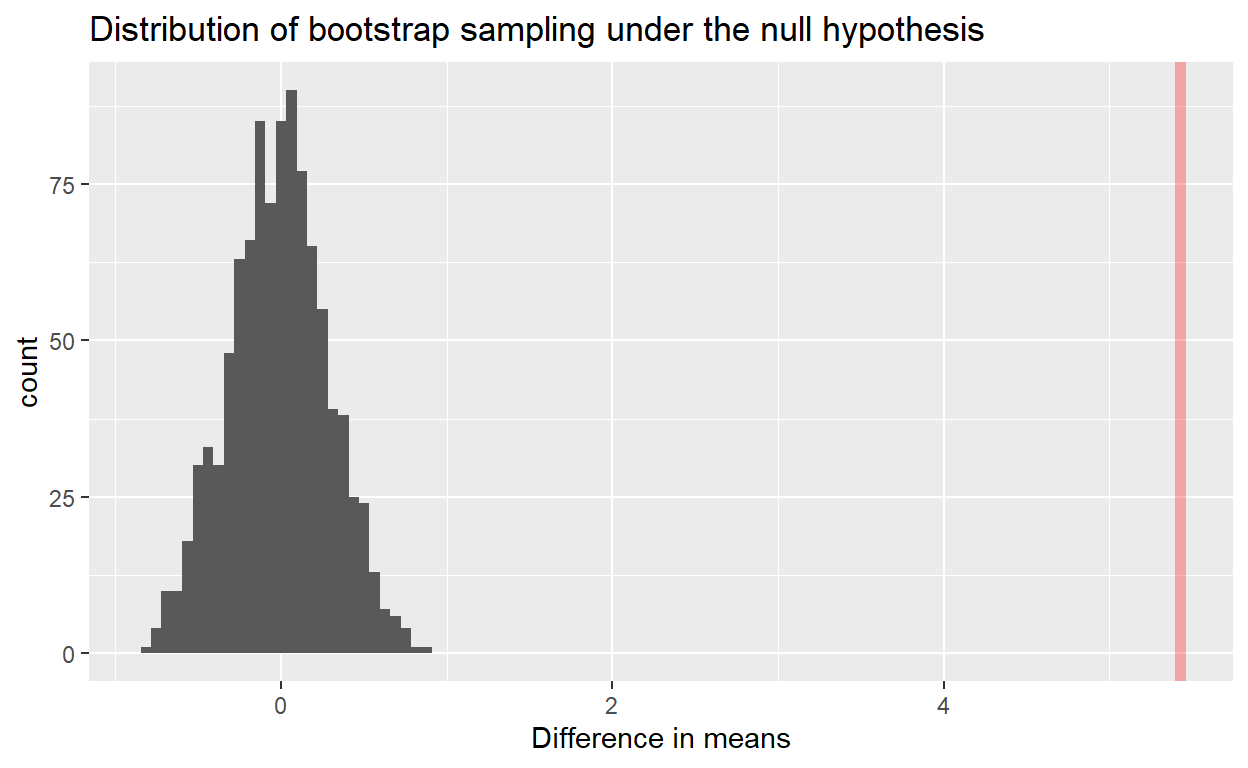 Distribution of bootstrap sampling under the null hypothesis
75
50
25
0
count
0 2 4
Difference in means